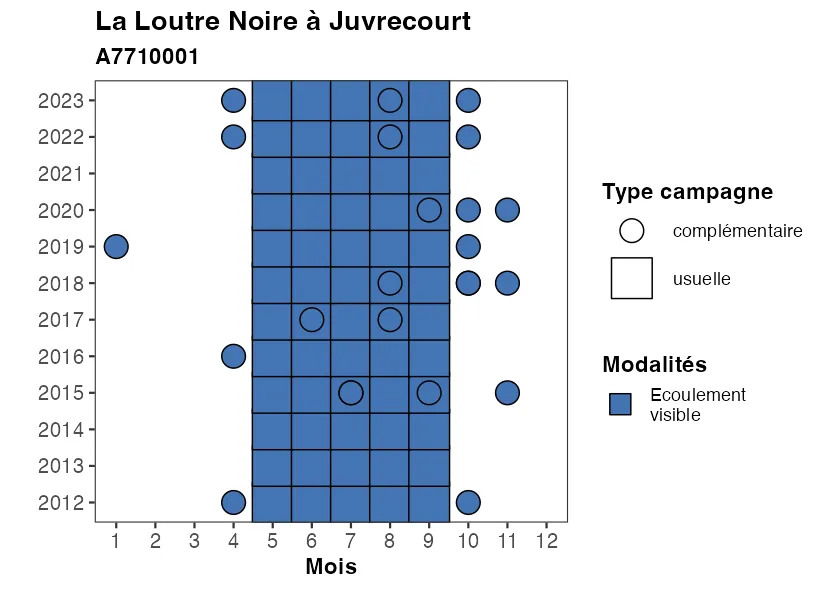 La Loutre Noire à Juvrecourt
A7710001
2023
2022
2021
2020
2019
2018
2017
2016
2015
2014
2013
2012
1 2 3 4 5 6 7 8 9 10 11 12
Mois
Type campagne
complémentaire
usuelle
Modalités
Ecoulement
visible